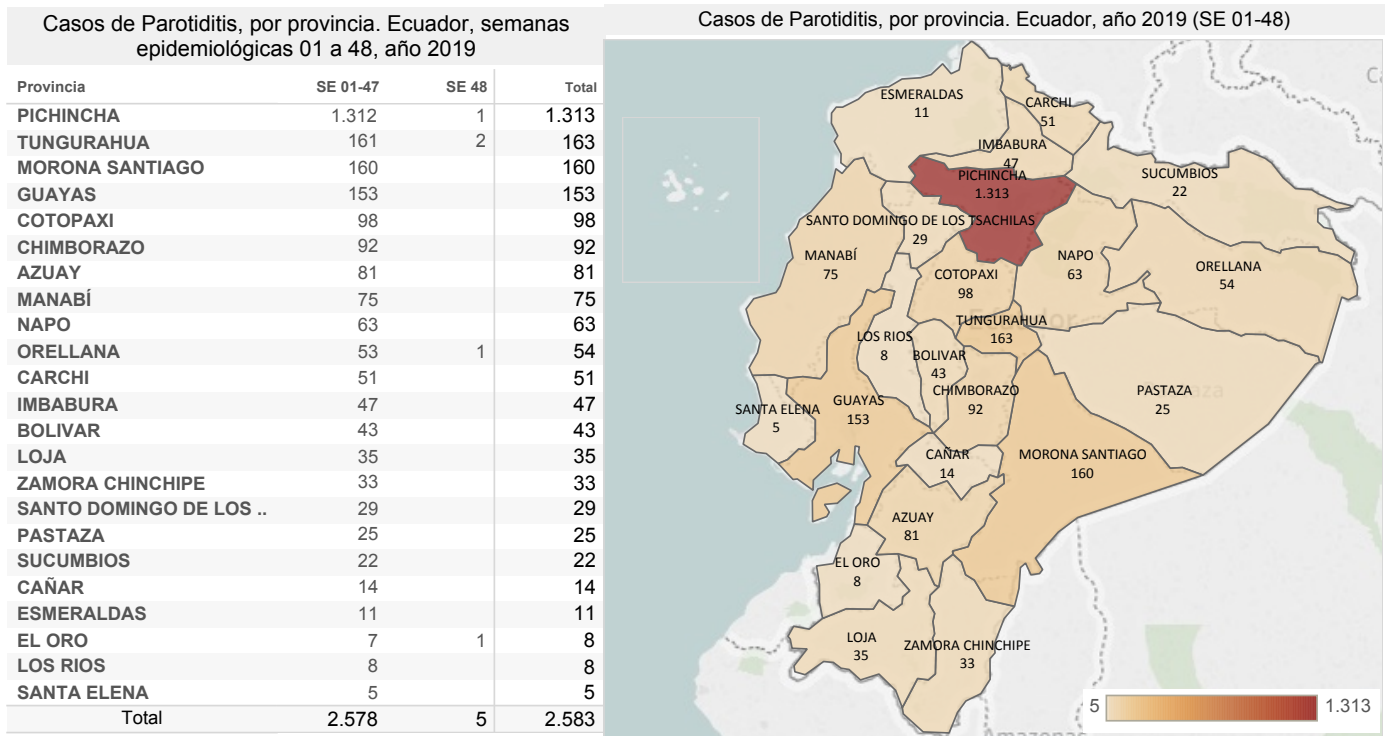 Casos de Parotiditis, por provincia. Ecuador, semanas
epidemiológicas 01 a 48, año 2019
Provincia SE 01-47 SE 48 Total
PICHINCHA 1.312 1 1.313
TUNGURAHUA 161 2 163
MORONA SANTIAGO 160 160
GUAYAS 153 153
COTOPAXI 98 98
CHIMBORAZO 92 92
AZUAY 81 81
MANABÍ 75 75
NAPO 63 63
ORELLANA 53 1 54
CARCHI 51 51
IMBABURA 47 47
BOLIVAR 43 43
LOJA 35 35
ZAMORA CHINCHIPE 33 33
SANTO DOMINGO DE LOS .. 29 29
PASTAZA 25 25
SUCUMBIOS 22 22
CAÑAR 14 14
ESMERALDAS 11 11
EL ORO 7 1 8
LOS RIOS 8 8
SANTA ELENA 5 5
Total 2.578 5 2.583
Casos de Parotiditis, por provincia. Ecuador, año 2019 (SE 01-48)
ESMERALDAS
11
CARCHI
51
IMBABURA
47
PICHINCHA
1.313
SUCUMBIOS
22
SANTO DOMINGO DE LOS TSACHILAS
29
MANABÍ
75
COTOPAXI
98
NAPO
63
ORELLANA
54
TUNGURAHUA
163
LOS RIOS
8
BOLIVAR
43
CHIMBORAZO
92
PASTAZA
25
SANTA ELENA
5
GUAYAS
153
CAÑAR
14
MORONA SANTIAGO
160
AZUAY
81
EL ORO
8
LOJA
35
ZAMORA CHINCHIPE
33
5 1.313
Amazonas